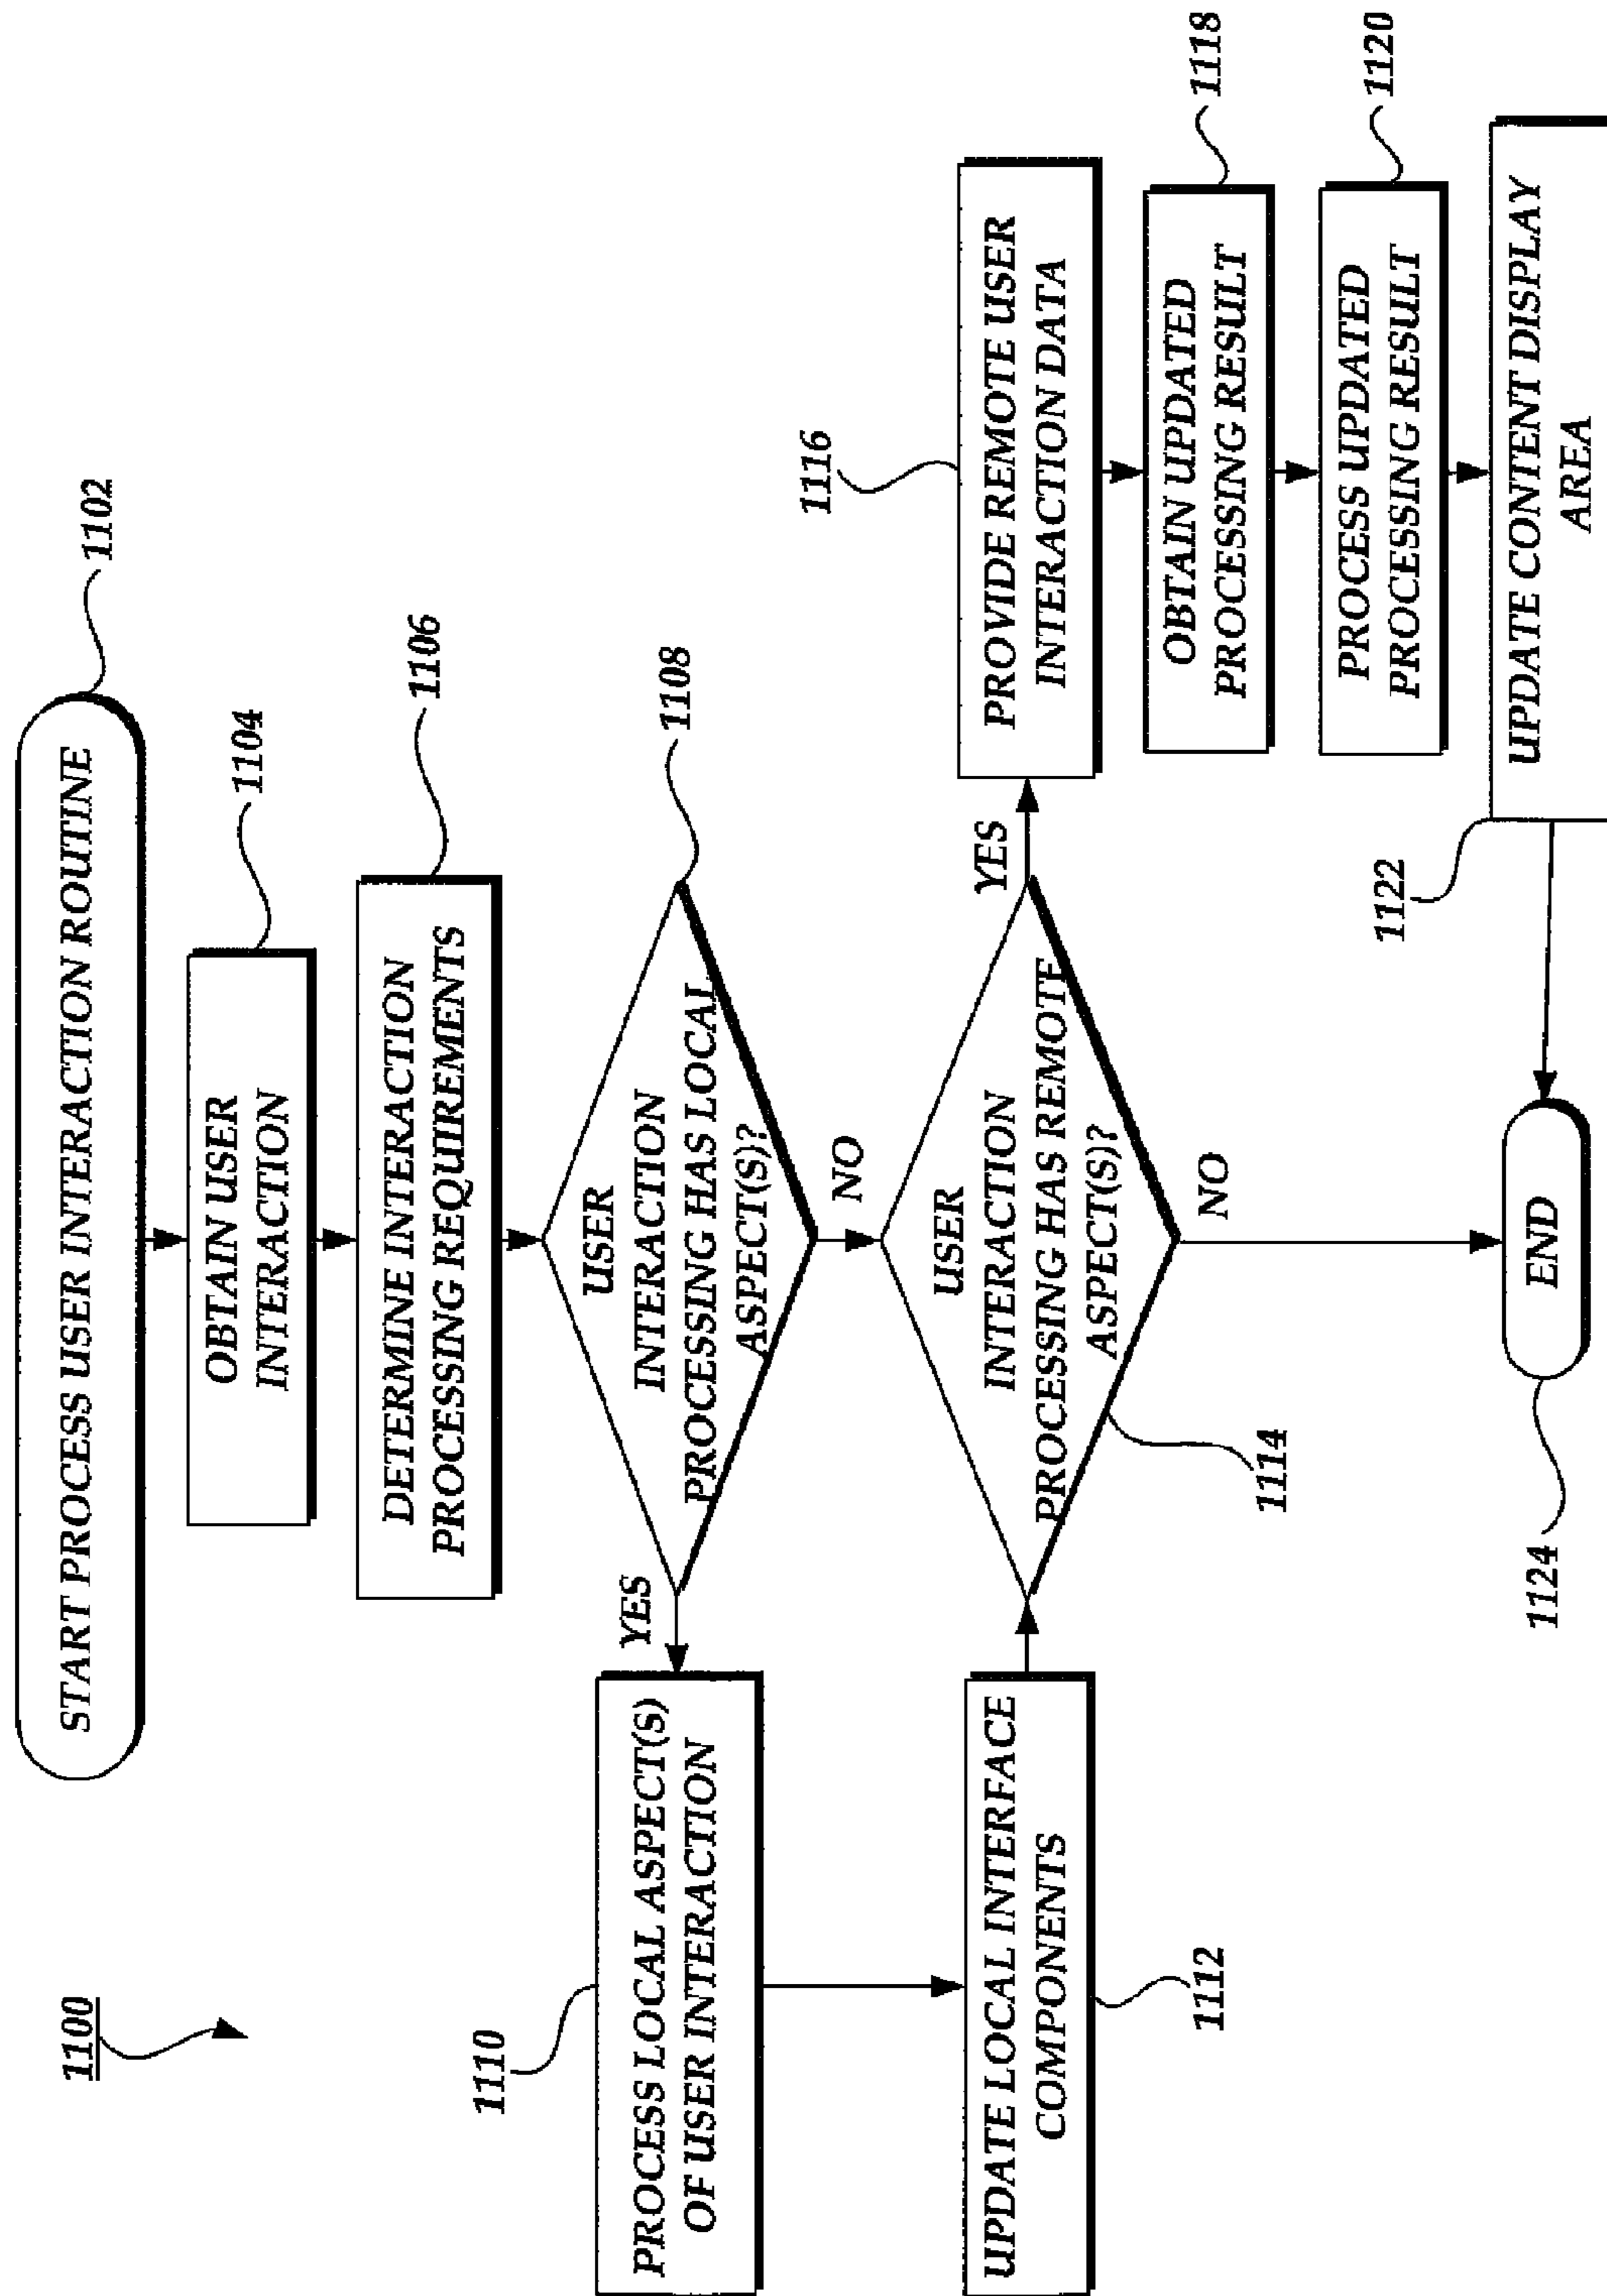 1100
START PROCESS USER INTERACTION ROUTINE
1102
OBTAIN USER
INTERACTION
1104
DETERMINE INTERACTION
PROCESSING REQUIREMENTS
1106
USER
INTERACTION
PROCESSING HAS LOCAL
ASPECT(S)?
1108
YES
NO
1110
PROCESS LOCAL ASPECT(S)
OF USER INTERACTION
UPDATE LOCAL INTERFACE
COMPONENTS
1112
USER
INTERACTION
PROCESSING HAS REMOTE
ASPECT(S)?
1114
YES
NO
1116
PROVIDE REMOTE USER
INTERACTION DATA
OBTAIN UPDATED
PROCESSING RESULT
1118
PROCESS UPDATED
PROCESSING RESULT
1120
UPDATE CONTENT DISPLAY
AREA
1122
END
1124